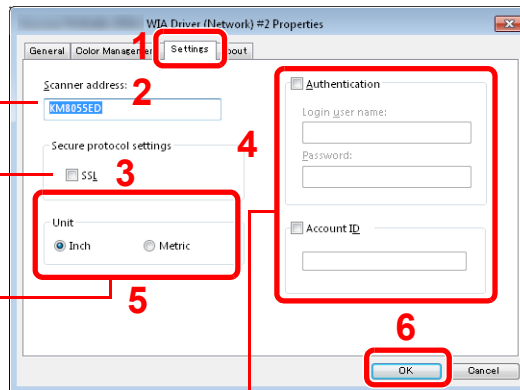 WIA Driver (Network) #2 Properties
1
General Color Management Settings About
Scanner address:
2
KM8055ED
Secure protocol settings
3
SSL
Unit
Inch Metric
5
4
Authentication
Login user name:
Password:
Account ID
6
OK Cancel